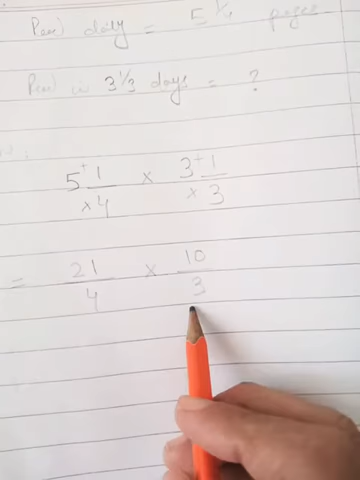 Read daily = 5 1/4 pages
Read in 3 1/3 days = ?
5 + 1 / × 4 × 3 + 1 / × 3
= 21/4 × 10/3